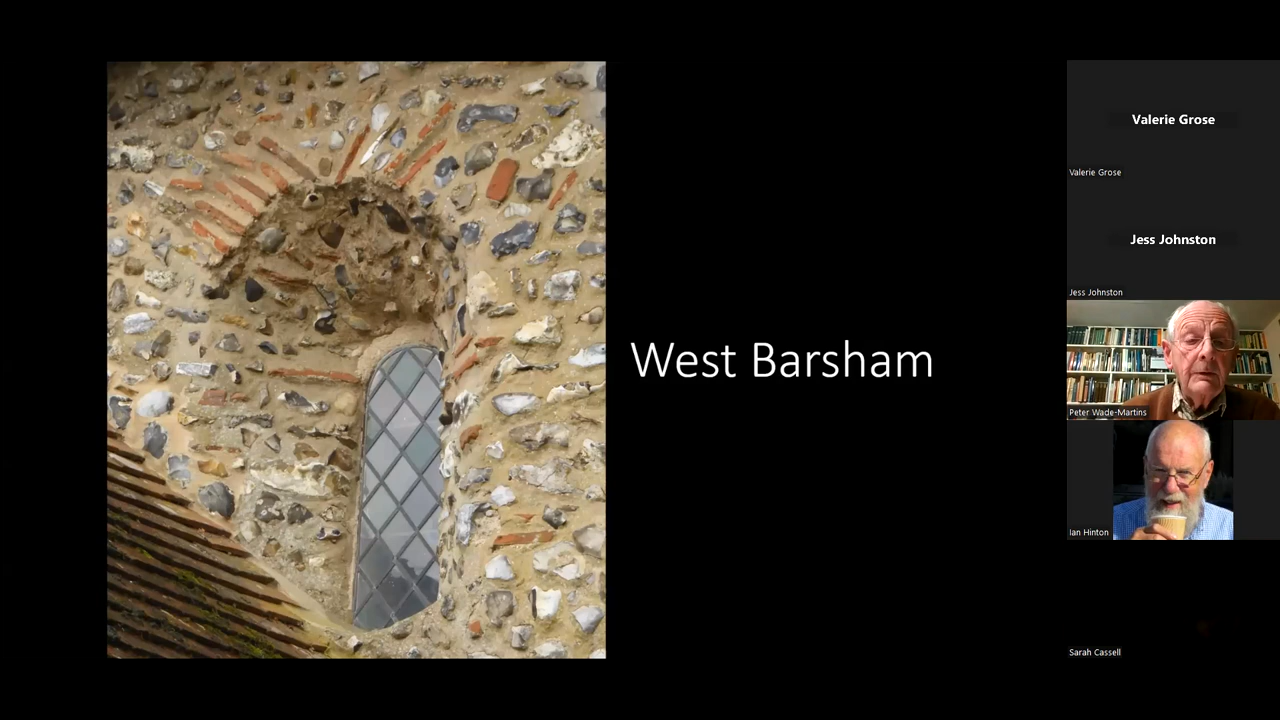 West Barsham
Valerie Grose
Valerie Grose
Jess Johnston
Jess Johnston
Peter Wade-Martins
Ian Hinton
Sarah Cassell